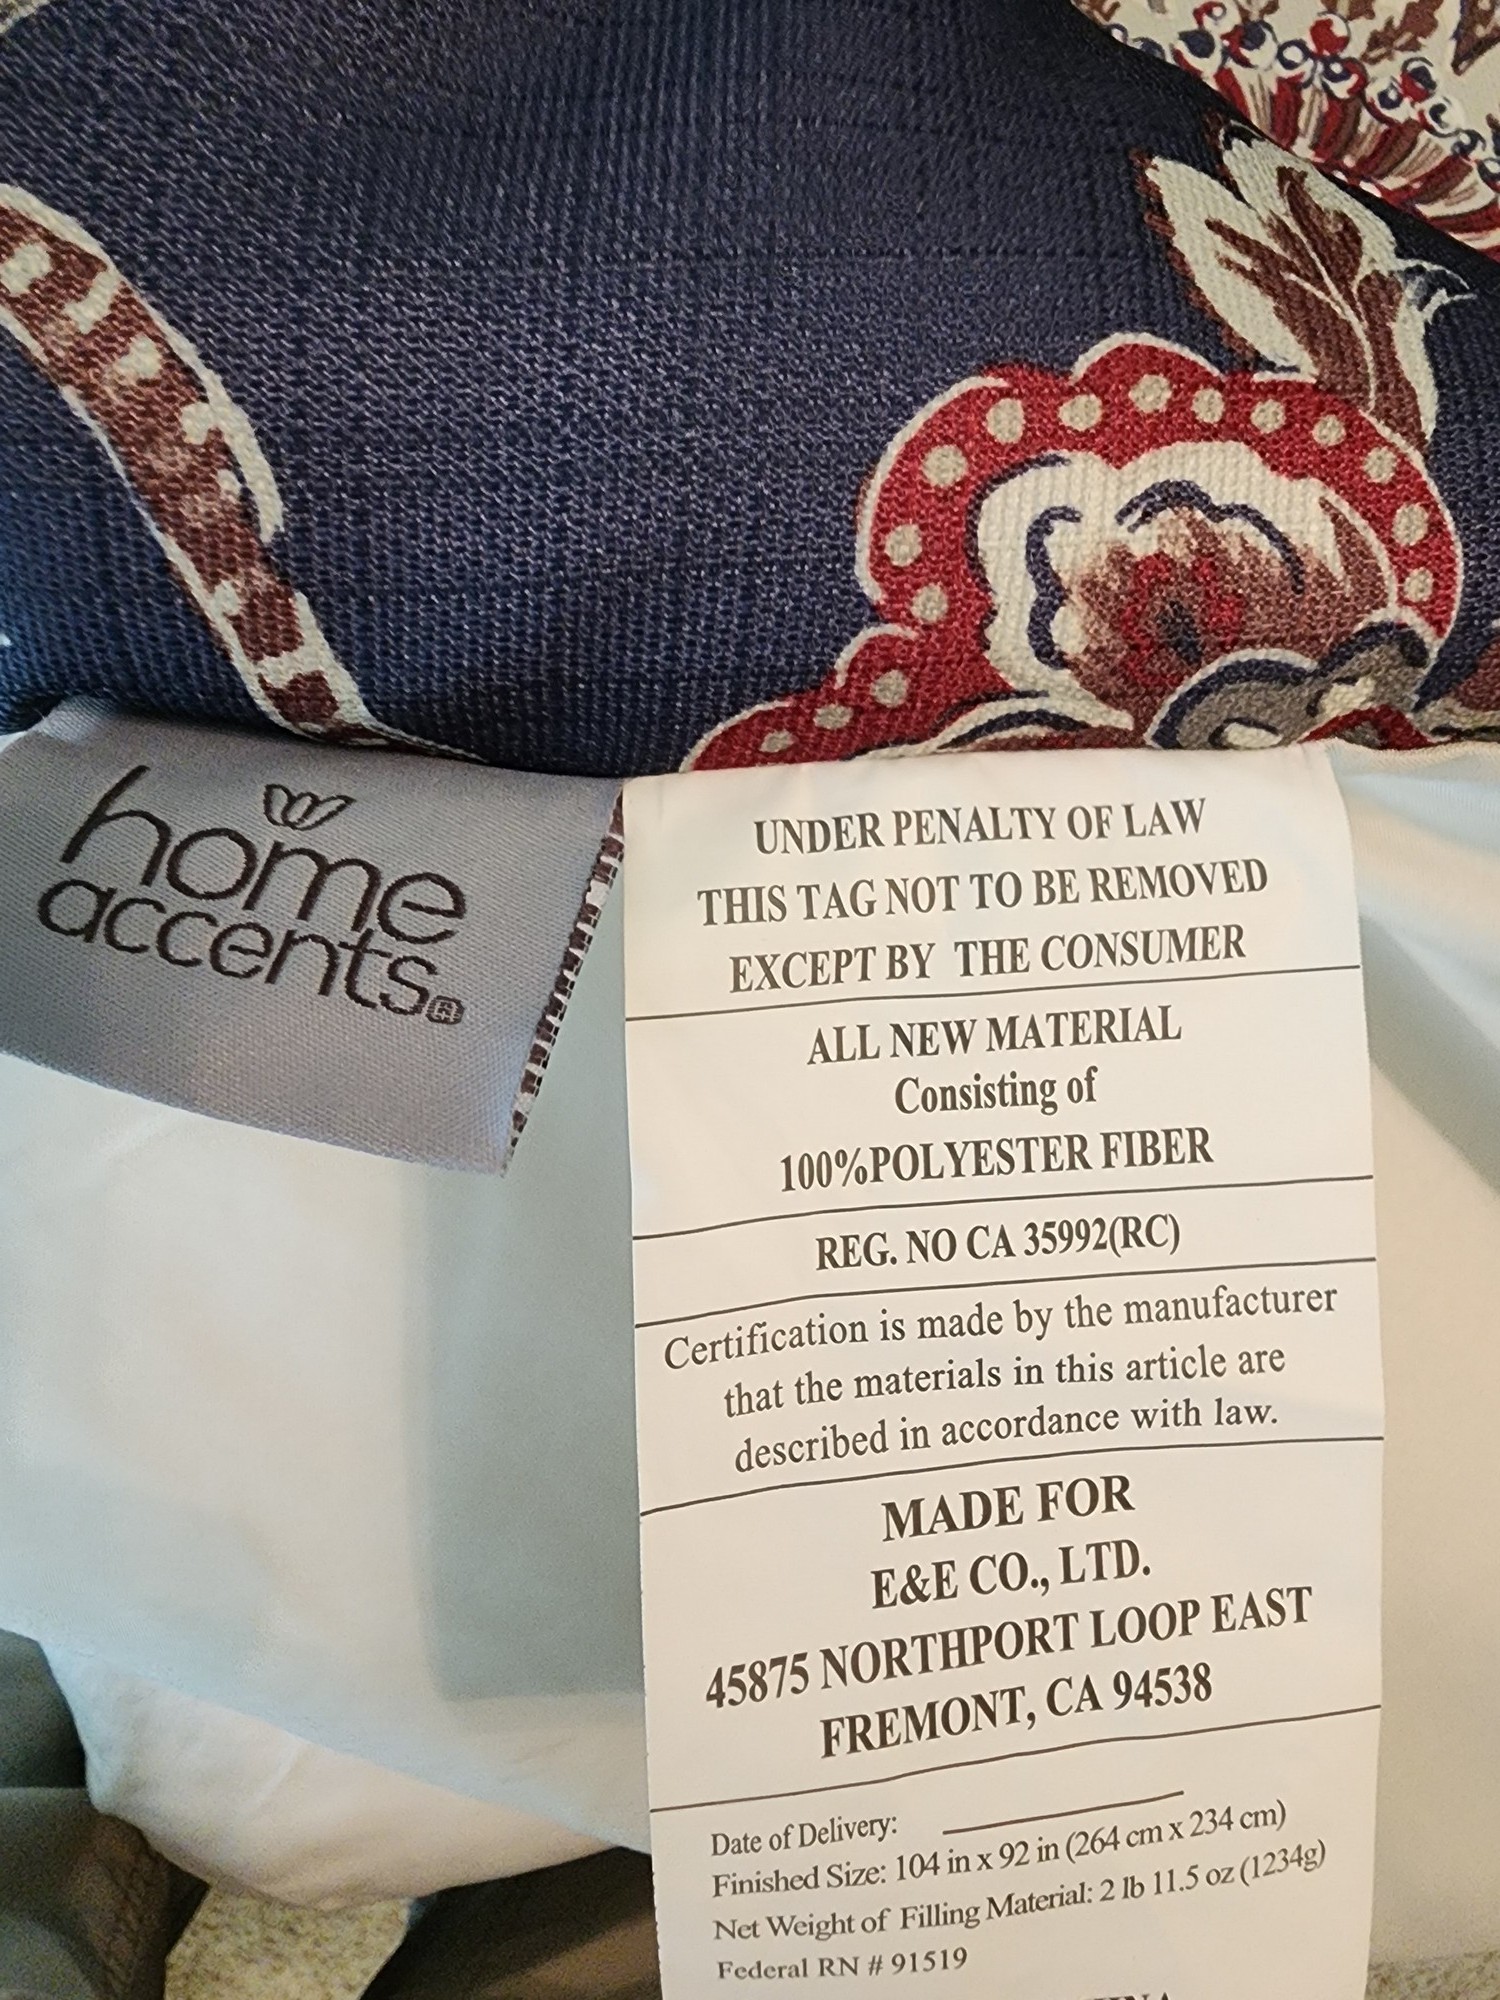 home
accents®
UNDER PENALTY OF LAW
THIS TAG NOT TO BE REMOVED
EXCEPT BY THE CONSUMER
ALL NEW MATERIAL
Consisting of
100%POLYESTER FIBER
REG. NO CA 35992(RC)
Certification is made by the manufacturer
that the materials in this article are
described in accordance with law.
MADE FOR
E&E CO., LTD.
45875 NORTHPORT LOOP EAST
FREMONT, CA 94538
Date of Delivery:
Finished Size: 104 in x 92 in (264 cm x 234 cm)
Net Weight of Filling Material: 2 lb 11.5 oz (1234g)
Federal RN # 91519